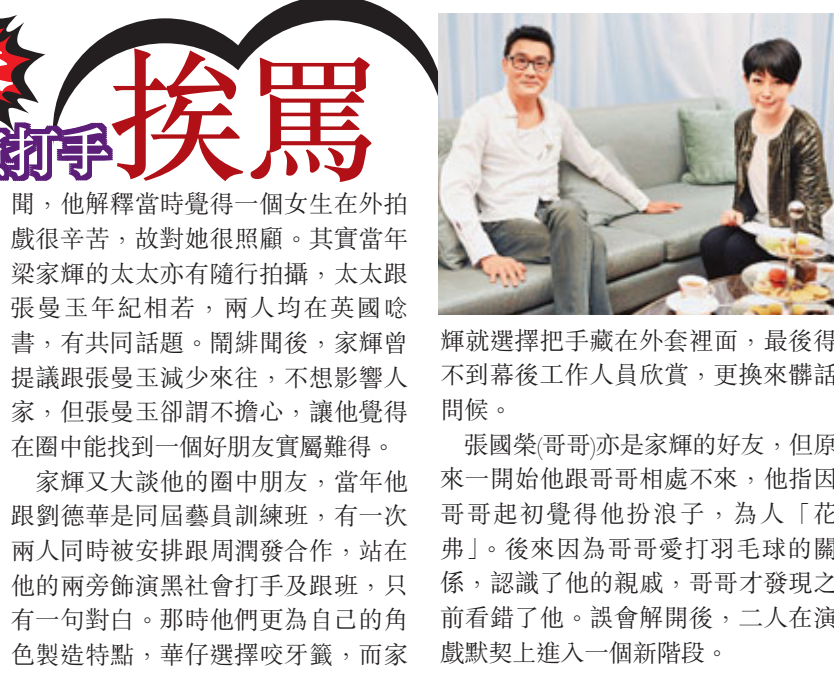 挨罵
打手
聞，他解釋當時覺得一個女生在外拍
戲很辛苦，故對她很照顧。其實當年
梁家輝的太太亦有隨行拍攝，太太跟
張曼玉年紀相若，兩人均在英國唸
書，有共同話題。鬧緋聞後，家輝曾
提議跟張曼玉減少來往，不想影響人
家，但張曼玉卻謂不擔心，讓他覺得
在圈中能找到一個好朋友實屬難得。
家輝又大談他的圈中朋友，當年他
跟劉德華是同屆藝員訓練班，有一次
兩人同時被安排跟周潤發合作，站在
他的兩旁飾演黑社會打手及跟班，只
有一句對白。那時他們更為自己的角
色製造特點，華仔選擇咬牙籤，而家
輝就選擇把手藏在外套裡面，最後得
不到幕後工作人員欣賞，更換來髒話
問候。
張國榮(哥哥)亦是家輝的好友，但原
來一開始他跟哥哥相處不來，他指因
哥哥起初覺得他扮浪子，為人「花
弗」。後來因為哥哥愛打羽毛球的關
係，認識了他的親戚，哥哥才發現之
前看錯了他。誤會解開後，二人在演
戲默契上進入一個新階段。